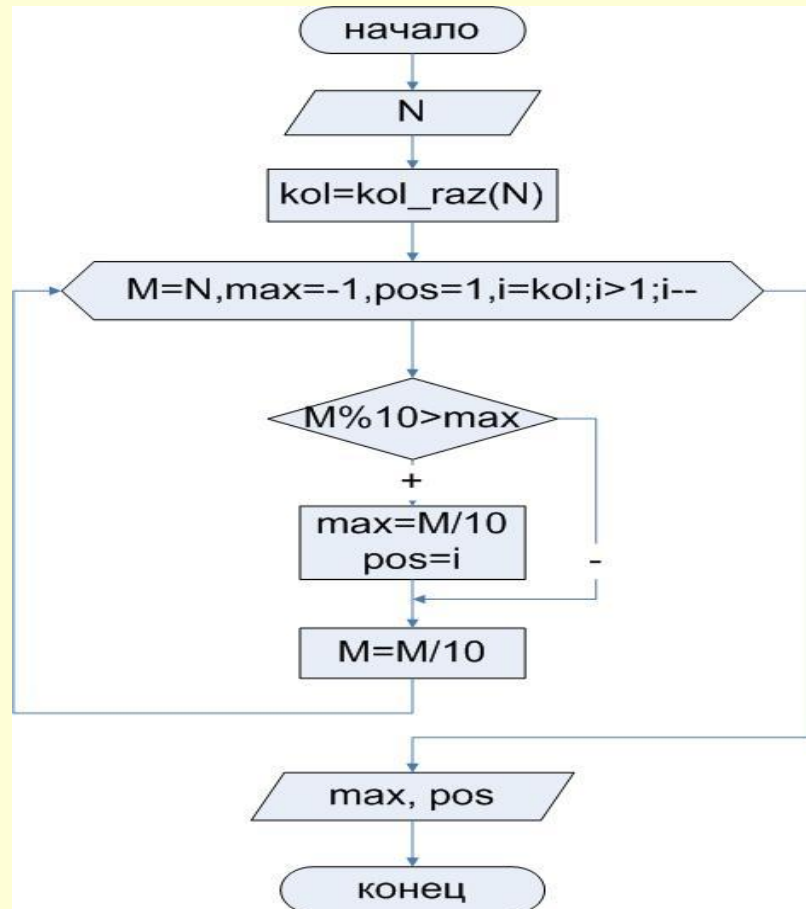 начало
N
kol=kol_raz(N)
M=N,max=-1,pos=1,i=kol;i>1;i--
M%10>max
+
max=M/10
pos=i
-
M=M/10
max, pos
конец